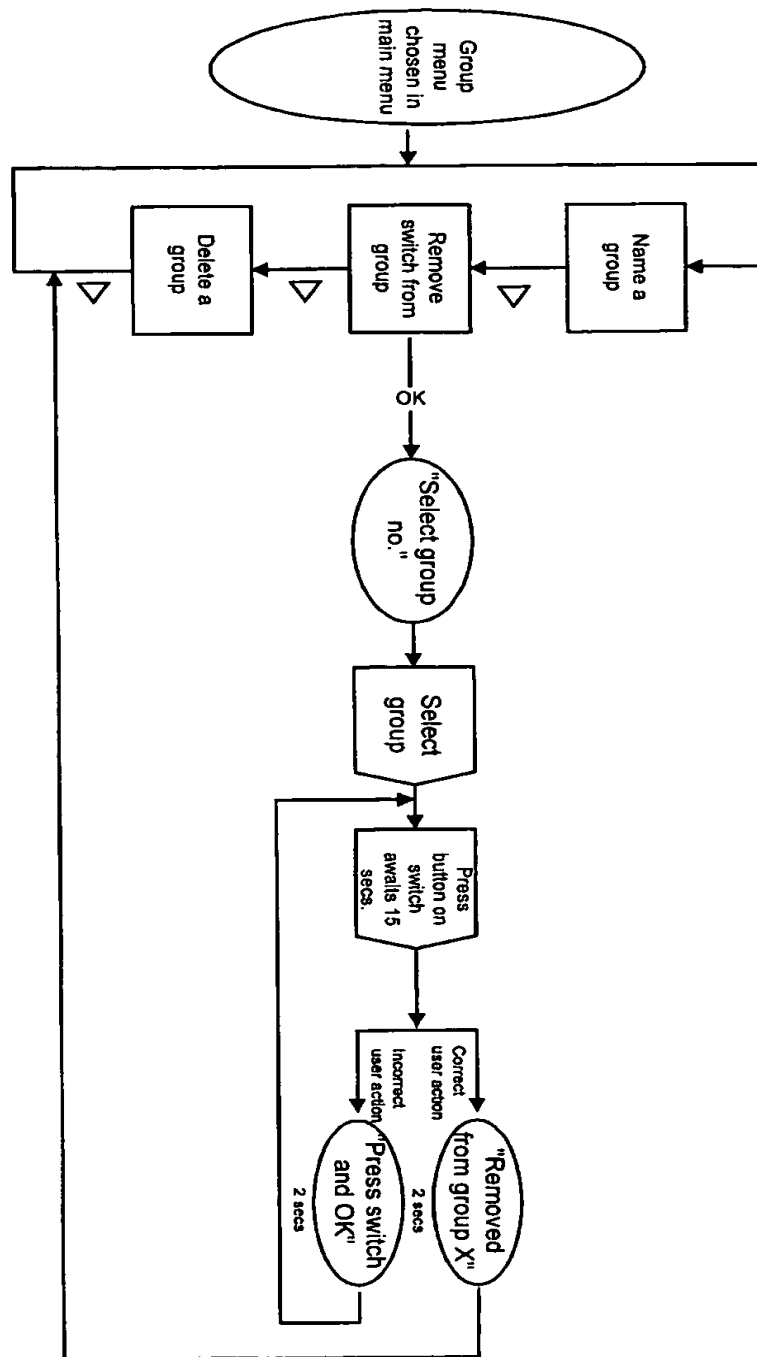 Group
menu
chosen in
main menu
Name a
group
Remove
switch from
group
Delete a
group
OK
"Select group
no."
Select
group
Press
button on
switch
awaits 15
secs.
Correct
user action
Incorrect
user action
"Removed
from group X"
2 secs
"Press switch
and OK"
2 secs